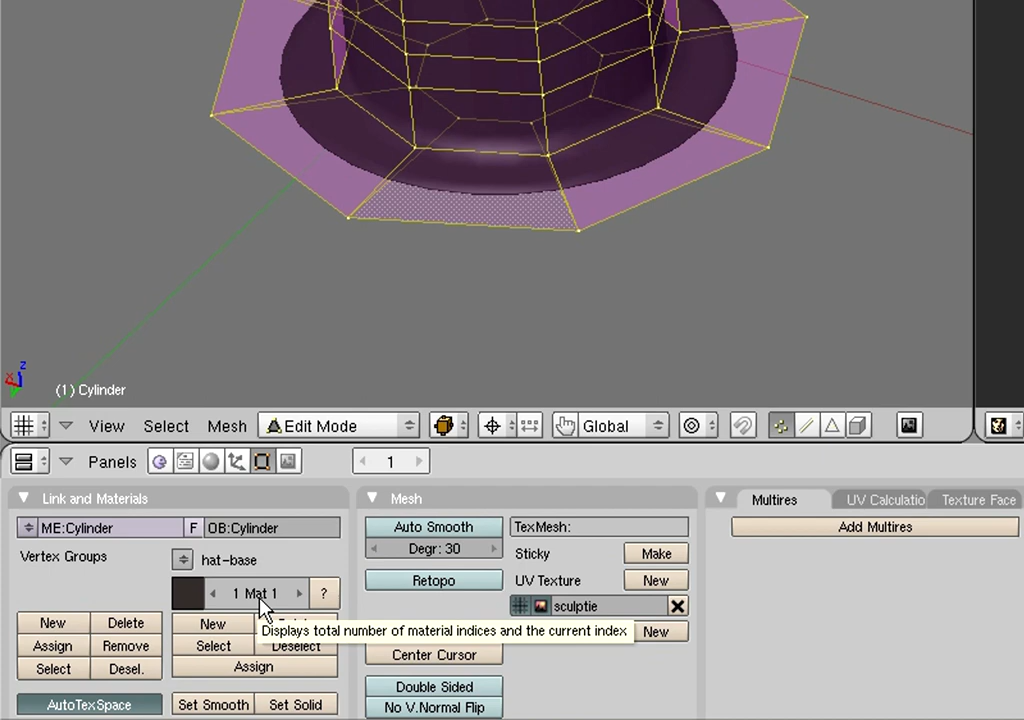 z
x
(1) Cylinder
View Select Mesh Edit Mode Global
Panels 1
Link and Materials Mesh Multires UV Calculatio Texture Face
ME:Cylinder F OB:Cylinder Auto Smooth TexMesh: Add Multires
Vertex Groups hat-base Degr: 30 Sticky Make
1 Mat 1 ? Retopo UV Texture New
sculptie
New Delete New
Displays total number of material indices and the current index New
Assign Remove Select Deselect
Select Desel. Assign Center Cursor
AutoTexSpace Set Smooth Set Solid Double Sided
No V.Normal Flip